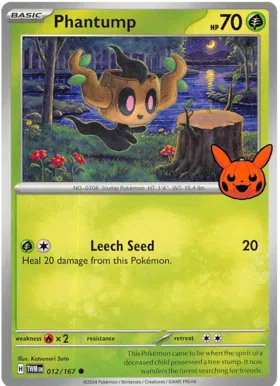 BASIC
Phantump
HP 70
NO. 0708 Stump Pokémon HT: 1'4" WT: 15.4 lbs.
Leech Seed 20
Heal 20 damage from this Pokémon.
weakness ×2 resistance retreat
Illus. Katsunori Sato
H TWM EN 012/167
This Pokémon came to be when the spirit of a
deceased child possessed a tree stump. It now
wanders the forest searching for others.
©2024 Pokémon / Nintendo / Creatures / GAME FREAK